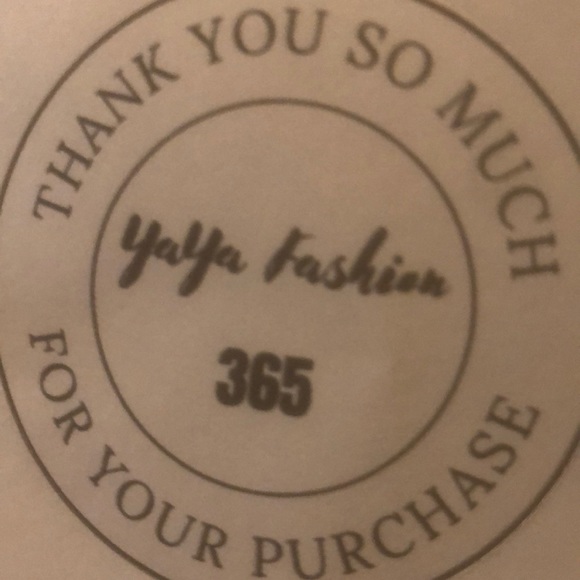 THANK YOU SO MUCH
YaYa Fashion
365
FOR YOUR PURCHASE